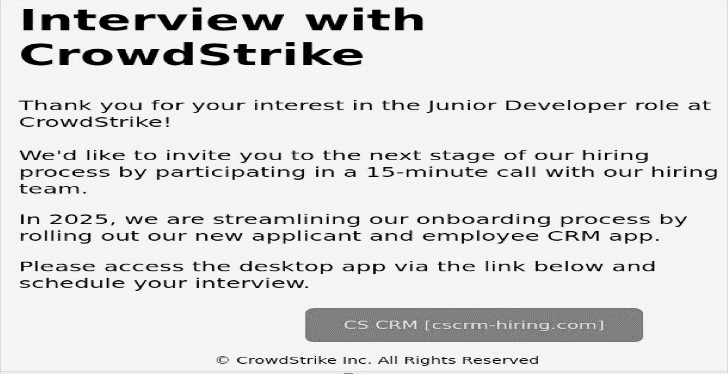 Interview with
CrowdStrike
Thank you for your interest in the Junior Developer role at
CrowdStrike!
We'd like to invite you to the next stage of our hiring
process by participating in a 15-minute call with our hiring
team.
In 2025, we are streamlining our onboarding process by
rolling out our new applicant and employee CRM app.
Please access the desktop app via the link below and
schedule your interview.
CS CRM [cscrm-hiring.com]
© CrowdStrike Inc. All Rights Reserved